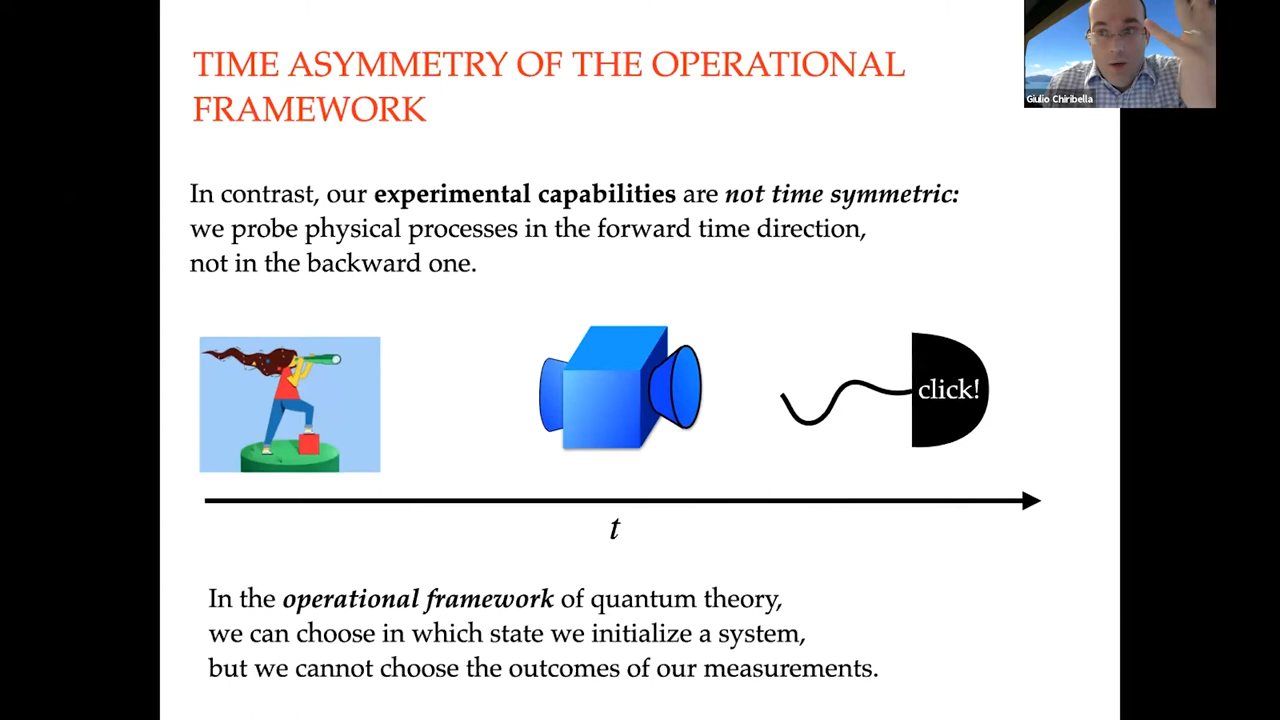 TIME ASYMMETRY OF THE OPERATIONAL
FRAMEWORK
Giulio Chiribella
In contrast, our experimental capabilities are not time symmetric:
we probe physical processes in the forward time direction,
not in the backward one.
click!
t
In the operational framework of quantum theory,
we can choose in which state we initialize a system,
but we cannot choose the outcomes of our measurements.